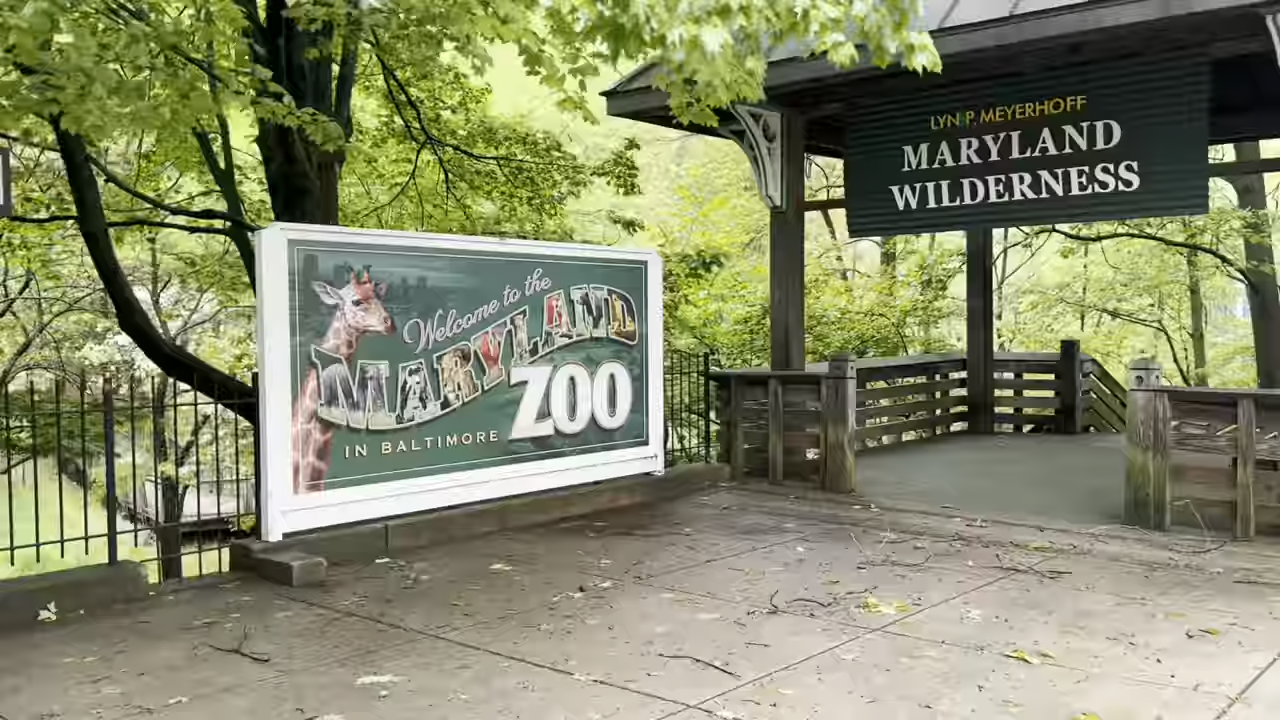 Welcome to the
MARYLAND
ZOO
IN BALTIMORE
LYN P. MEYERHOFF
MARYLAND
WILDERNESS